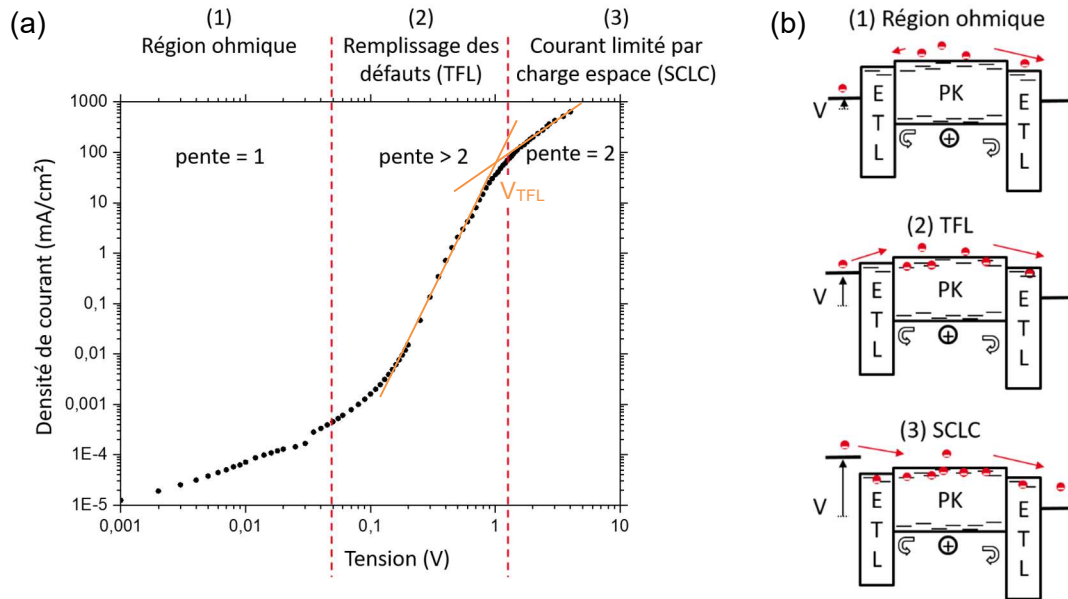 (a)
(1)
Région ohmique
(2)
Remplissage des
défauts (TFL)
(3)
Courant limité par
charge espace (SCLC)
Densité de courant (mA/cm²)
1000
100
10
1
0,1
0,01
0,001
1E-4
1E-5
pente = 1
pente > 2
pente = 2
VTFL
0,001
0,01
0,1
1
10
Tension (V)
(b)
(1) Région ohmique
V
E
T
L
PK
+
E
T
L
(2) TFL
V
E
T
L
PK
+
E
T
L
(3) SCLC
V
E
T
L
PK
+
E
T
L